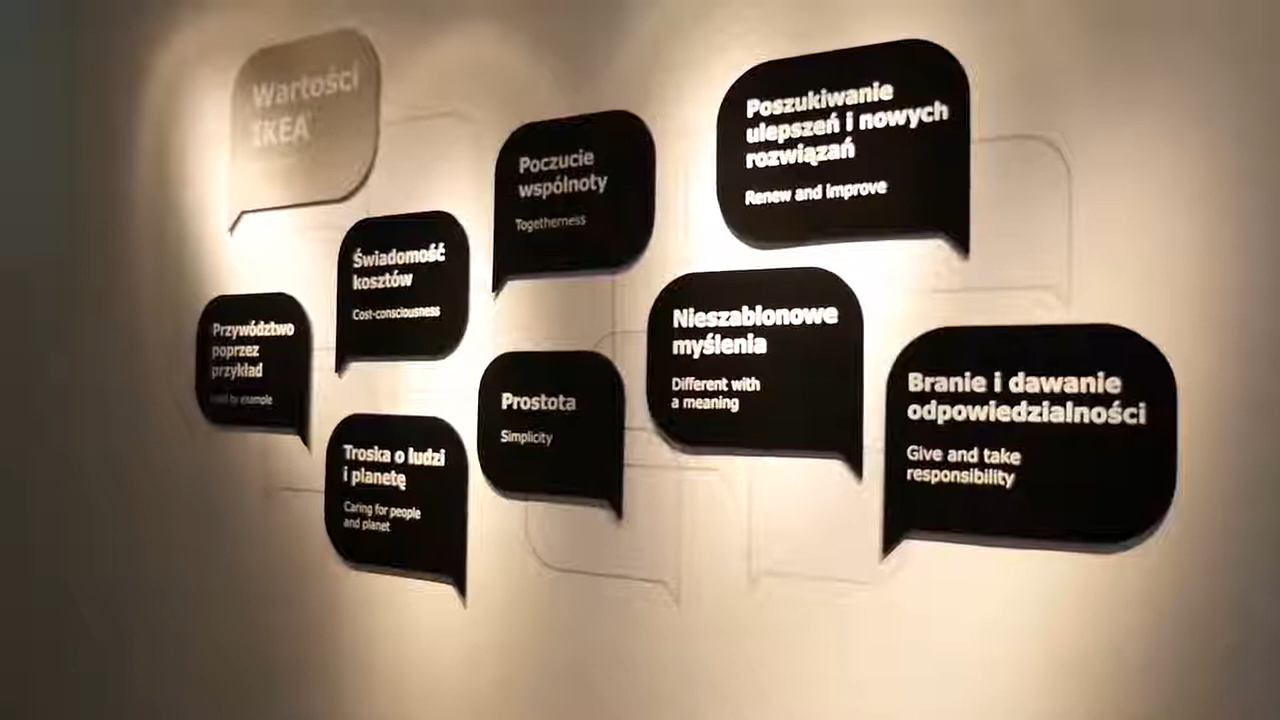 Wartości
IKEA
Poczucie
wspólnoty
Togetherness
Poszukiwanie
ulepszeń i nowych
rozwiązań
Renew and improve
Świadomość
kosztów
Cost-consciousness
Przywództwo
poprzez
przykład
by example
Nieszablonowe
myślenia
Different with
a meaning
Branie i dawanie
odpowiedzialności
Give and take
responsibility
Prostota
Simplicity
Troska o ludzi
i planetę
Caring for people
and planet